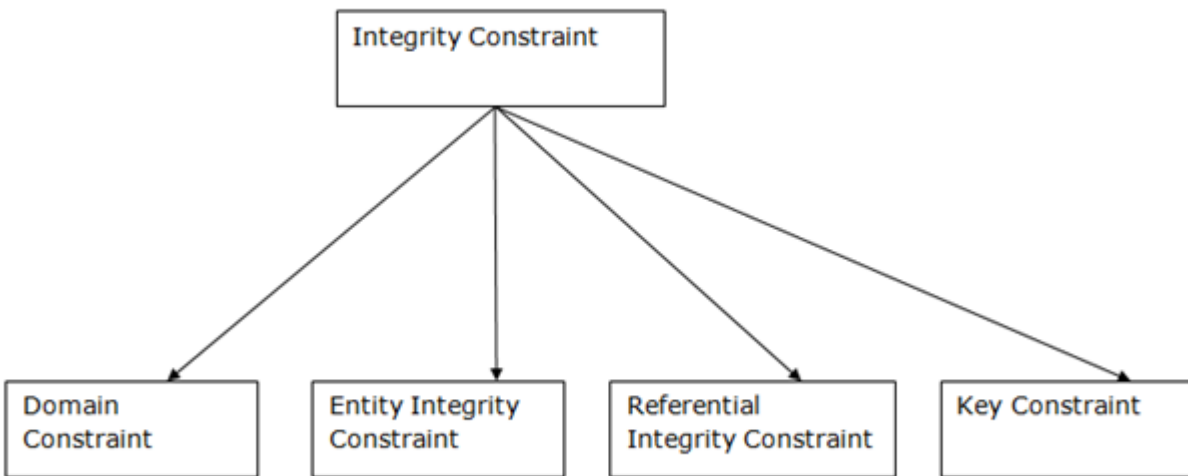 Integrity Constraint
Domain
Constraint
Entity Integrity
Constraint
Referential
Integrity Constraint
Key Constraint